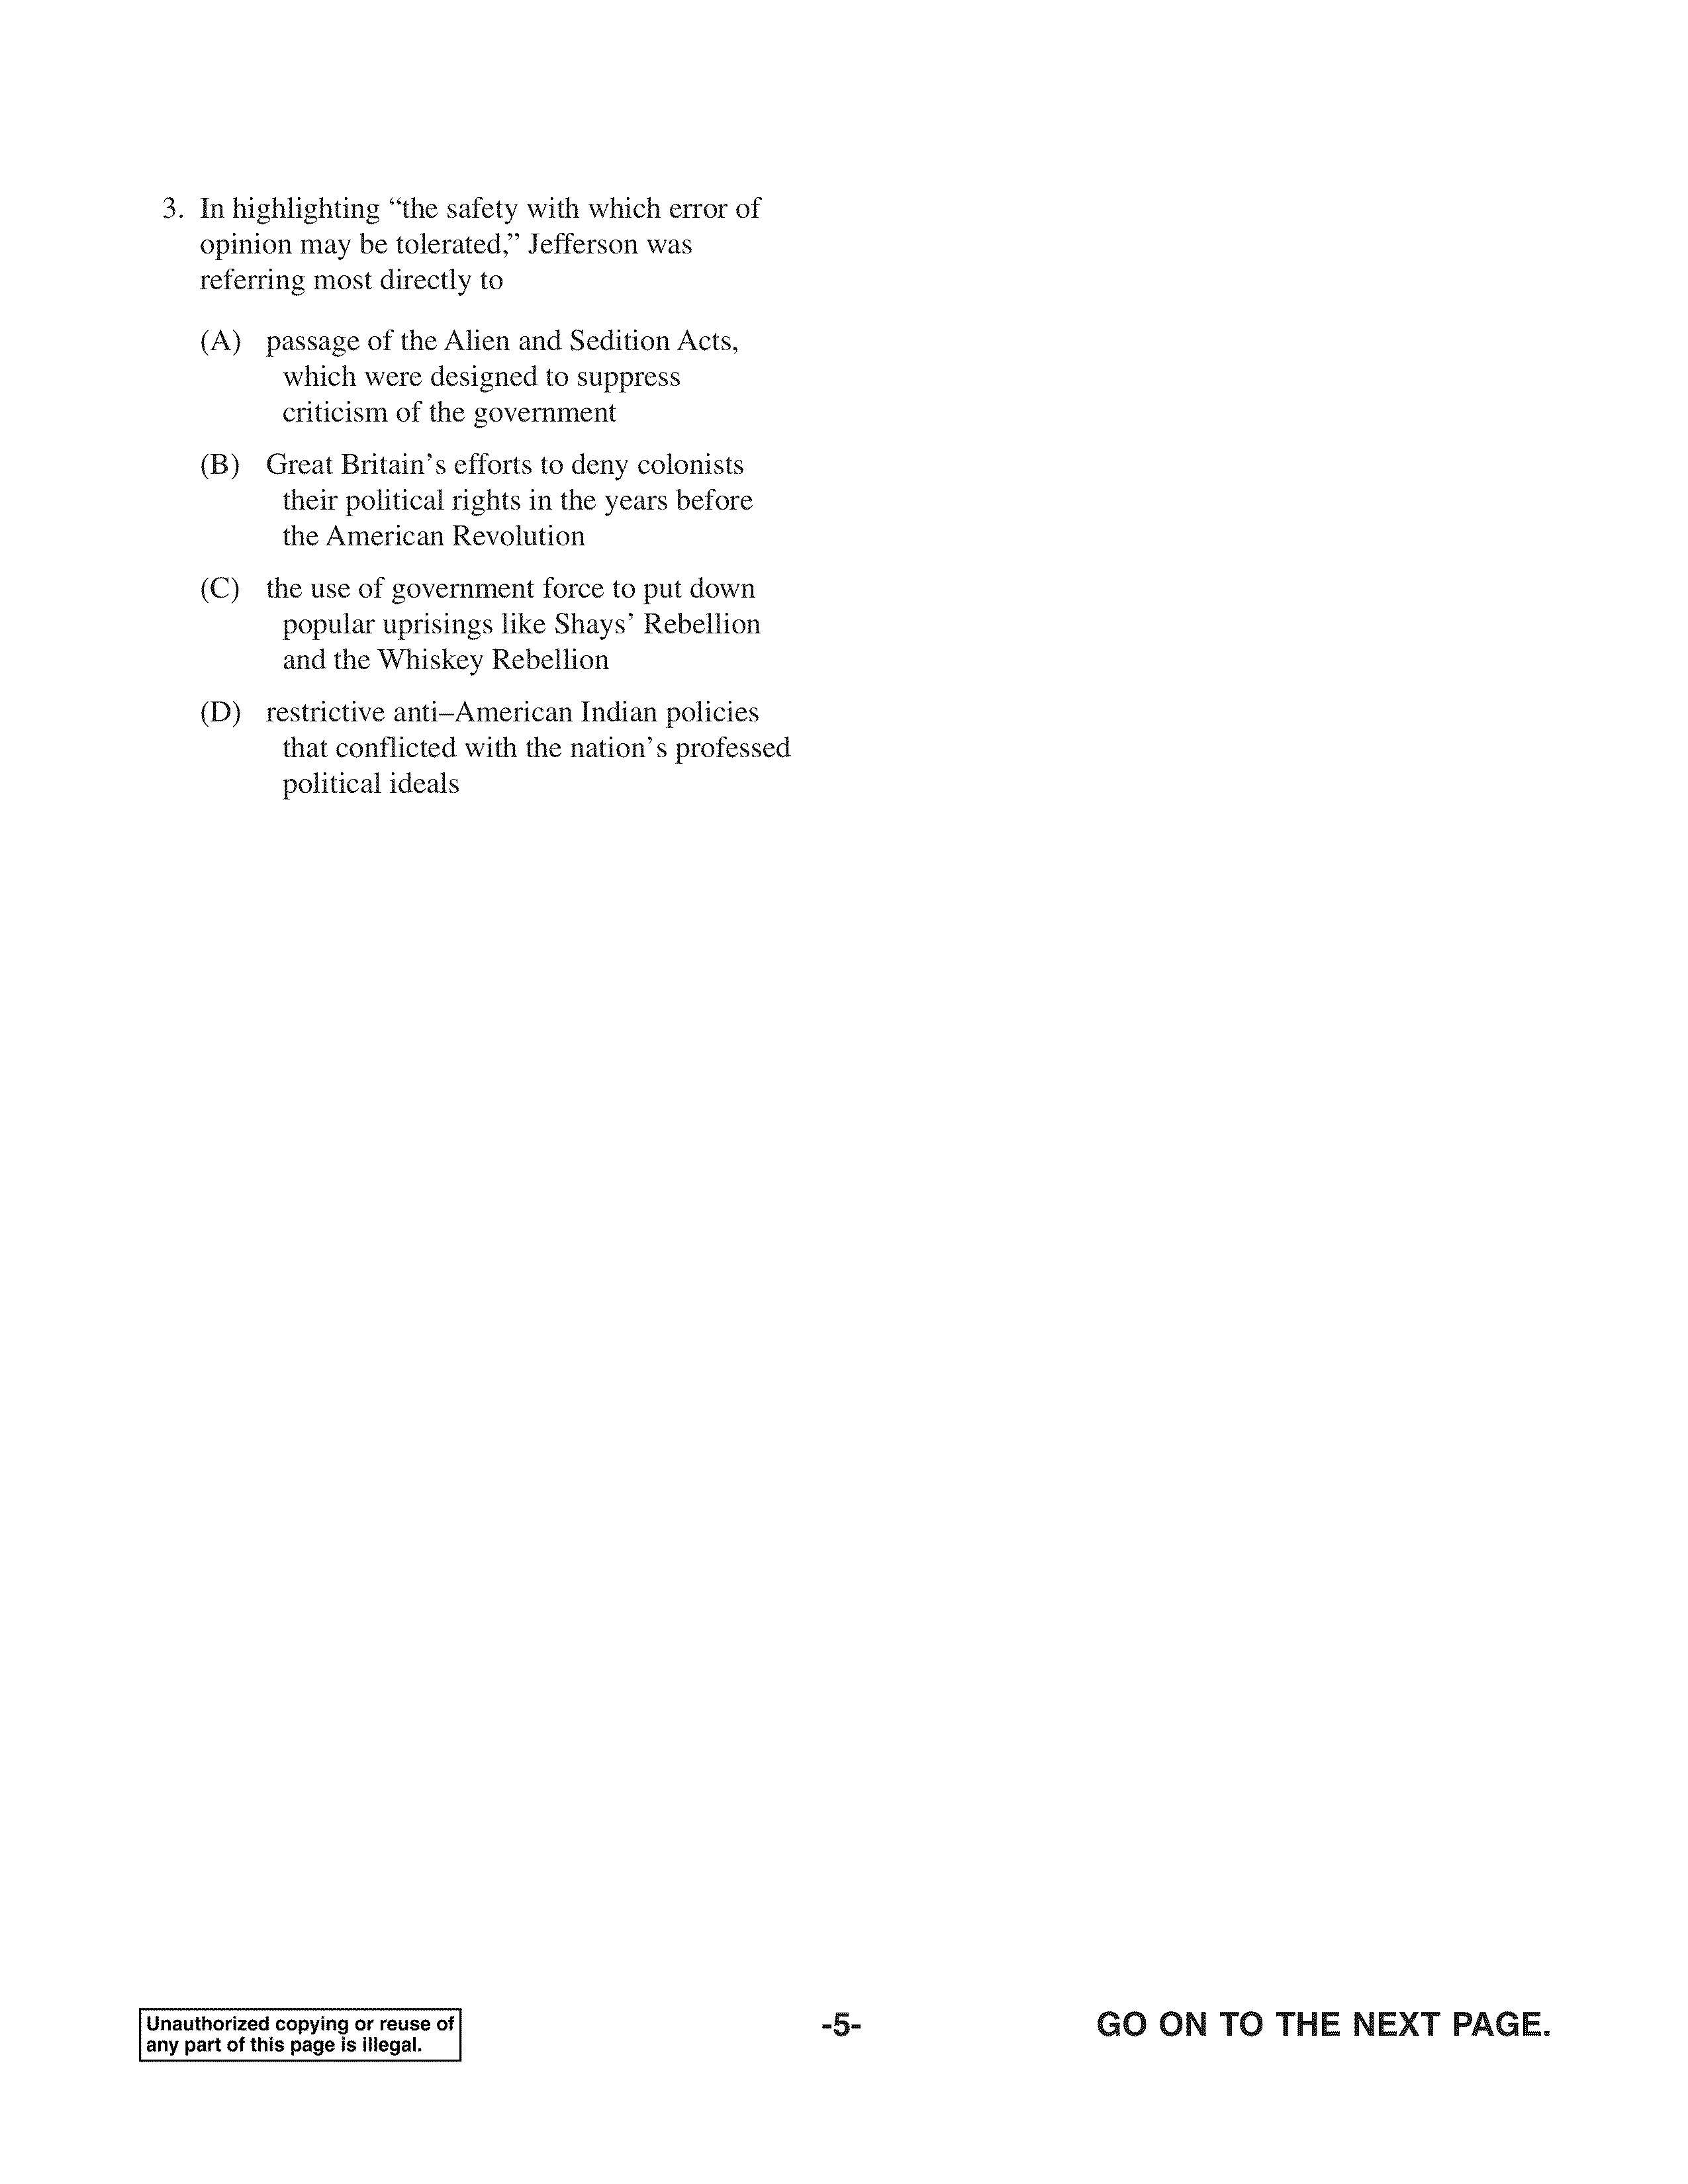 3. In highlighting “the safety with which error of
opinion may be tolerated,” Jefferson was
referring most directly to
(A) passage of the Alien and Sedition Acts,
which were designed to suppress
criticism of the government
(B) Great Britain’s efforts to deny colonists
their political rights in the years before
the American Revolution
(C) the use of government force to put down
popular uprisings like Shays’ Rebellion
and the Whiskey Rebellion
(D) restrictive anti–American Indian policies
that conflicted with the nation’s professed
political ideals
Unauthorized copying or reuse of
any part of this page is illegal.
-5-
GO ON TO THE NEXT PAGE.